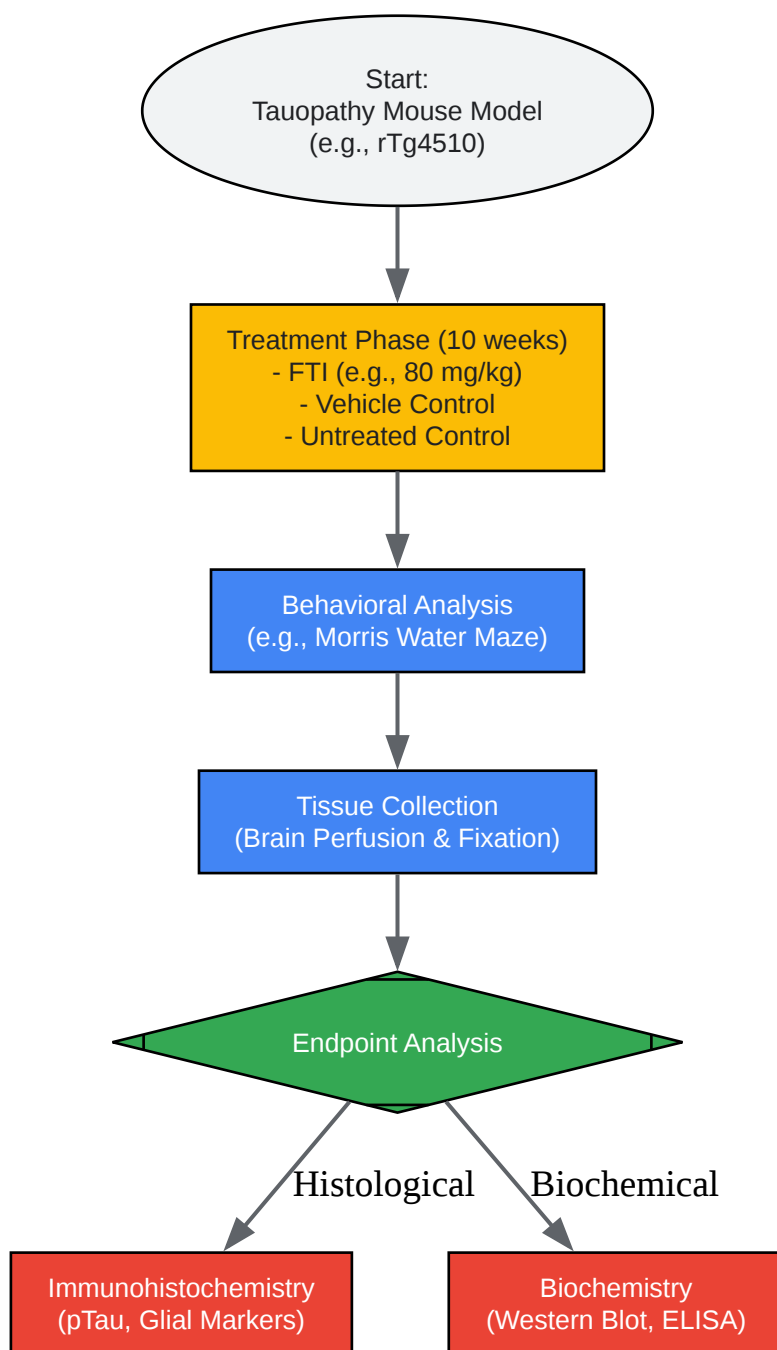 Start:
Tauopathy Mouse Model
(e.g., rTg4510)
Treatment Phase (10 weeks)
- FTI (e.g., 80 mg/kg)
- Vehicle Control
- Untreated Control
Behavioral Analysis
(e.g., Morris Water Maze)
Tissue Collection
(Brain Perfusion & Fixation)
Endpoint Analysis
Histological
Biochemical
Immunohistochemistry
(pTau, Glial Markers)
Biochemistry
(Western Blot, ELISA)